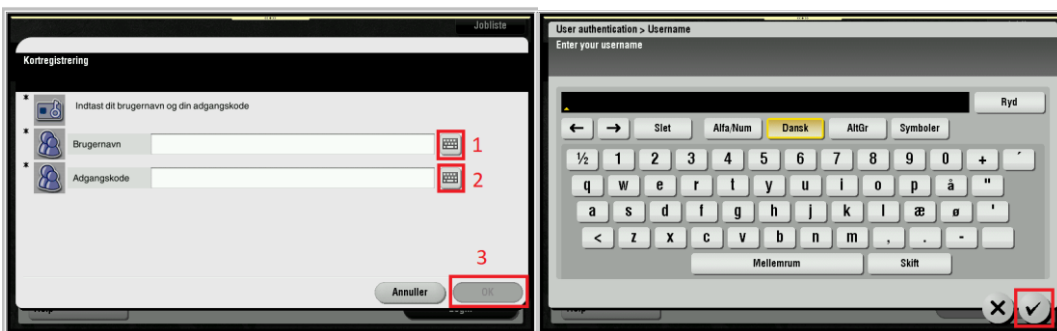 Jobliste
Kortregistrering
* Indtast dit brugernavn og din adgangskode
* Brugernavn 1
* Adgangskode 2
3
Annuller OK
User authentication > Username
Enter your username
Ryd
← → Slet Alfa/Num Dansk AltGr Symboler
½ 1 2 3 4 5 6 7 8 9 0 + ´
q w e r t y u i o p å "
a s d f g h j k l æ ø '
< z x c v b n m , . -
Mellemrum Skift